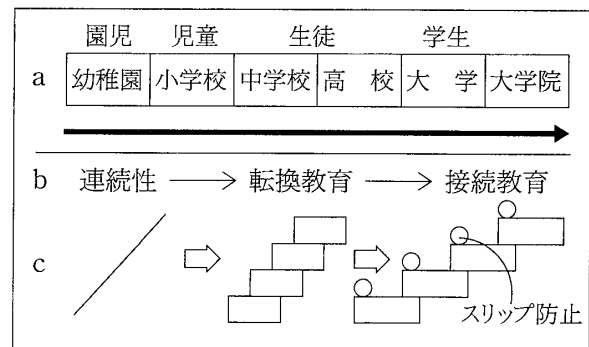 園児 児童 生徒 学生
a 幼稚園 小学校 中学校 高 校 大 学 大学院
b 連続性 → 転換教育 → 接続教育
c
スリップ防止